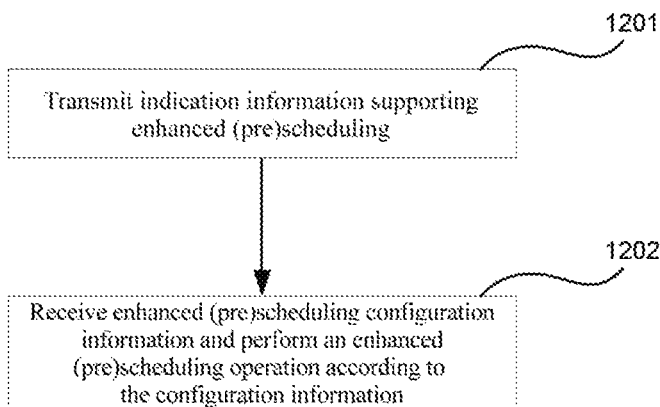 1201
Transmit indication information supporting
enhanced (pre)scheduling
1202
Receive enhanced (pre)scheduling configuration
information and perform an enhanced
(pre)scheduling operation according to
the configuration information